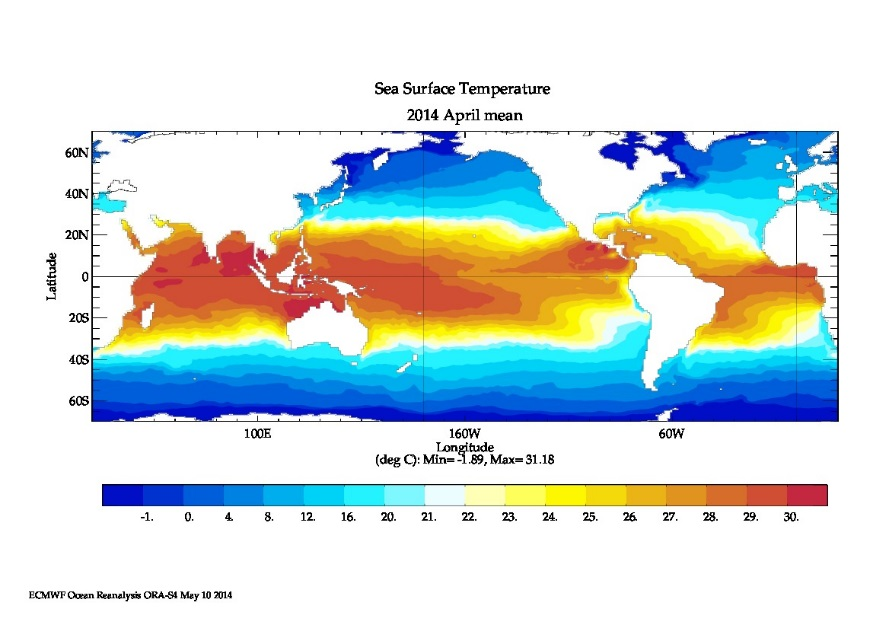 Sea Surface Temperature
2014 April mean
60N
40N
20N
0
20S
40S
60S
Latitude
100E 160W 60W
Longitude
(deg C): Min= -1.89, Max= 31.18
-1. 0. 4. 8. 12. 16. 20. 21. 22. 23. 24. 25. 26. 27. 28. 29. 30.
ECMWF Ocean Reanalysis ORA-S4 May 10 2014